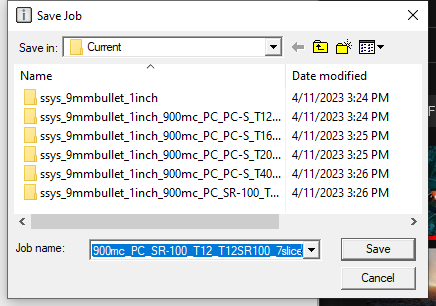 Save Job
Save in: Current
Name Date modified
ssys_9mmbullet_1inch 4/11/2023 3:24 PM
ssys_9mmbullet_1inch_900mc_PC_PC-S_T12... 4/11/2023 3:24 PM
ssys_9mmbullet_1inch_900mc_PC_PC-S_T16... 4/11/2023 3:25 PM
ssys_9mmbullet_1inch_900mc_PC_PC-S_T20... 4/11/2023 3:25 PM
ssys_9mmbullet_1inch_900mc_PC_PC-S_T40... 4/11/2023 3:26 PM
ssys_9mmbullet_1inch_900mc_PC_SR-100_T... 4/11/2023 3:26 PM
Job name: 900mc_PC_SR-100_T12_T12SR100_7slice Save
Cancel